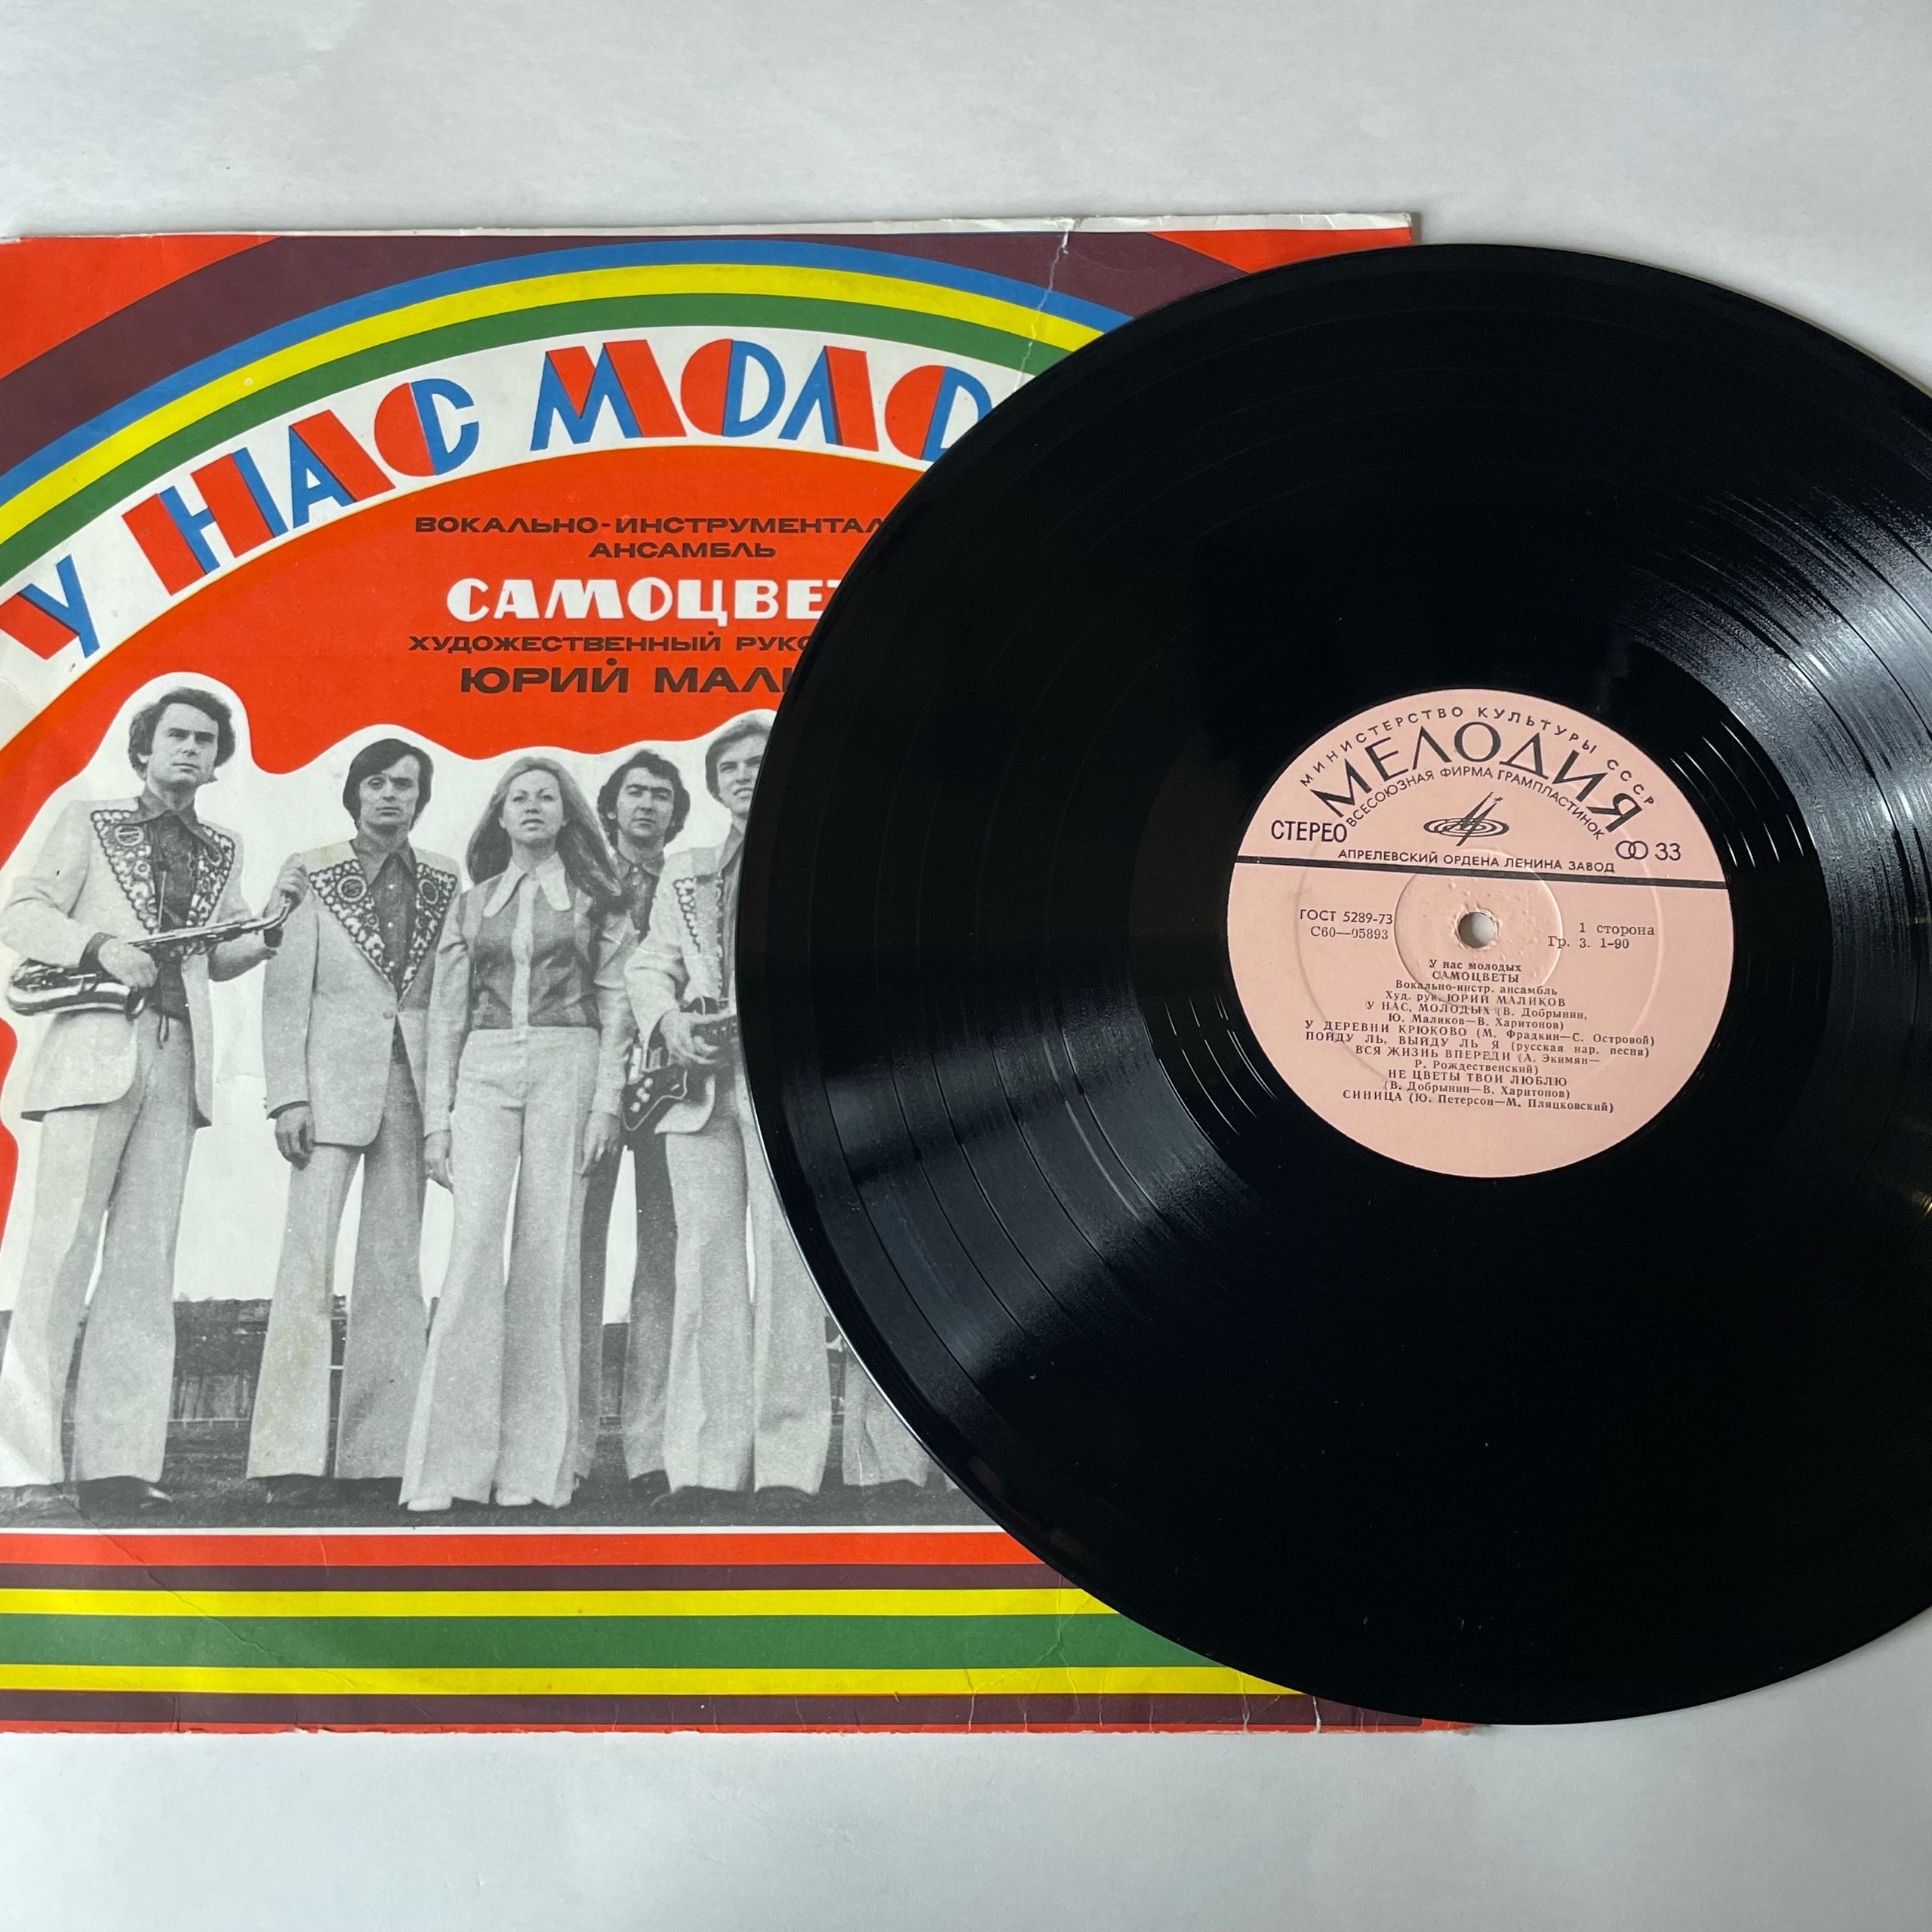 У НАС МОЛОД
ВОКАЛЬНО-ИНСТРУМЕНТАЛ
АНСАМБЛЬ
САМОЦВЕТ
ХУДОЖЕСТВЕННЫЙ РУКО
ЮРИЙ МАЛИ
МИНИСТЕРСТВО КУЛЬТУРЫ СССР
МЕЛОДИЯ
ВСЕСОЮЗНАЯ ФИРМА ГРАМПЛАСТИНОК
СТЕРЕО
33
АПРЕЛЕВСКИЙ ОРДЕНА ЛЕНИНА ЗАВОД
ГОСТ 5289-73
С60—05893
1 сторона
Гр. 3. 1-90
У нас молодых
САМОЦВЕТЫ
Вокально-инстр. ансамбль
Худ. рук. ЮРИЙ МАЛИКОВ
У НАС, МОЛОДЫХ (В. Добрынин,
Ю. Маликов—В. Харитонов)
У ДЕРЕВНИ КРЮКОВО (М. Фрадкин—С. Островой)
ПОЙДУ ЛЬ, ВЫЙДУ ЛЬ Я (русская нар. песня)
ВСЯ ЖИЗНЬ ВПЕРЕДИ (А. Экимян—
Р. Рождественский)
НЕ ЦВЕТЫ ТВОИ ЛЮБЛЮ
(В. Добрынин—В. Харитонов)
СИНИЦА (Ю. Петерсон—М. Пляцковский)